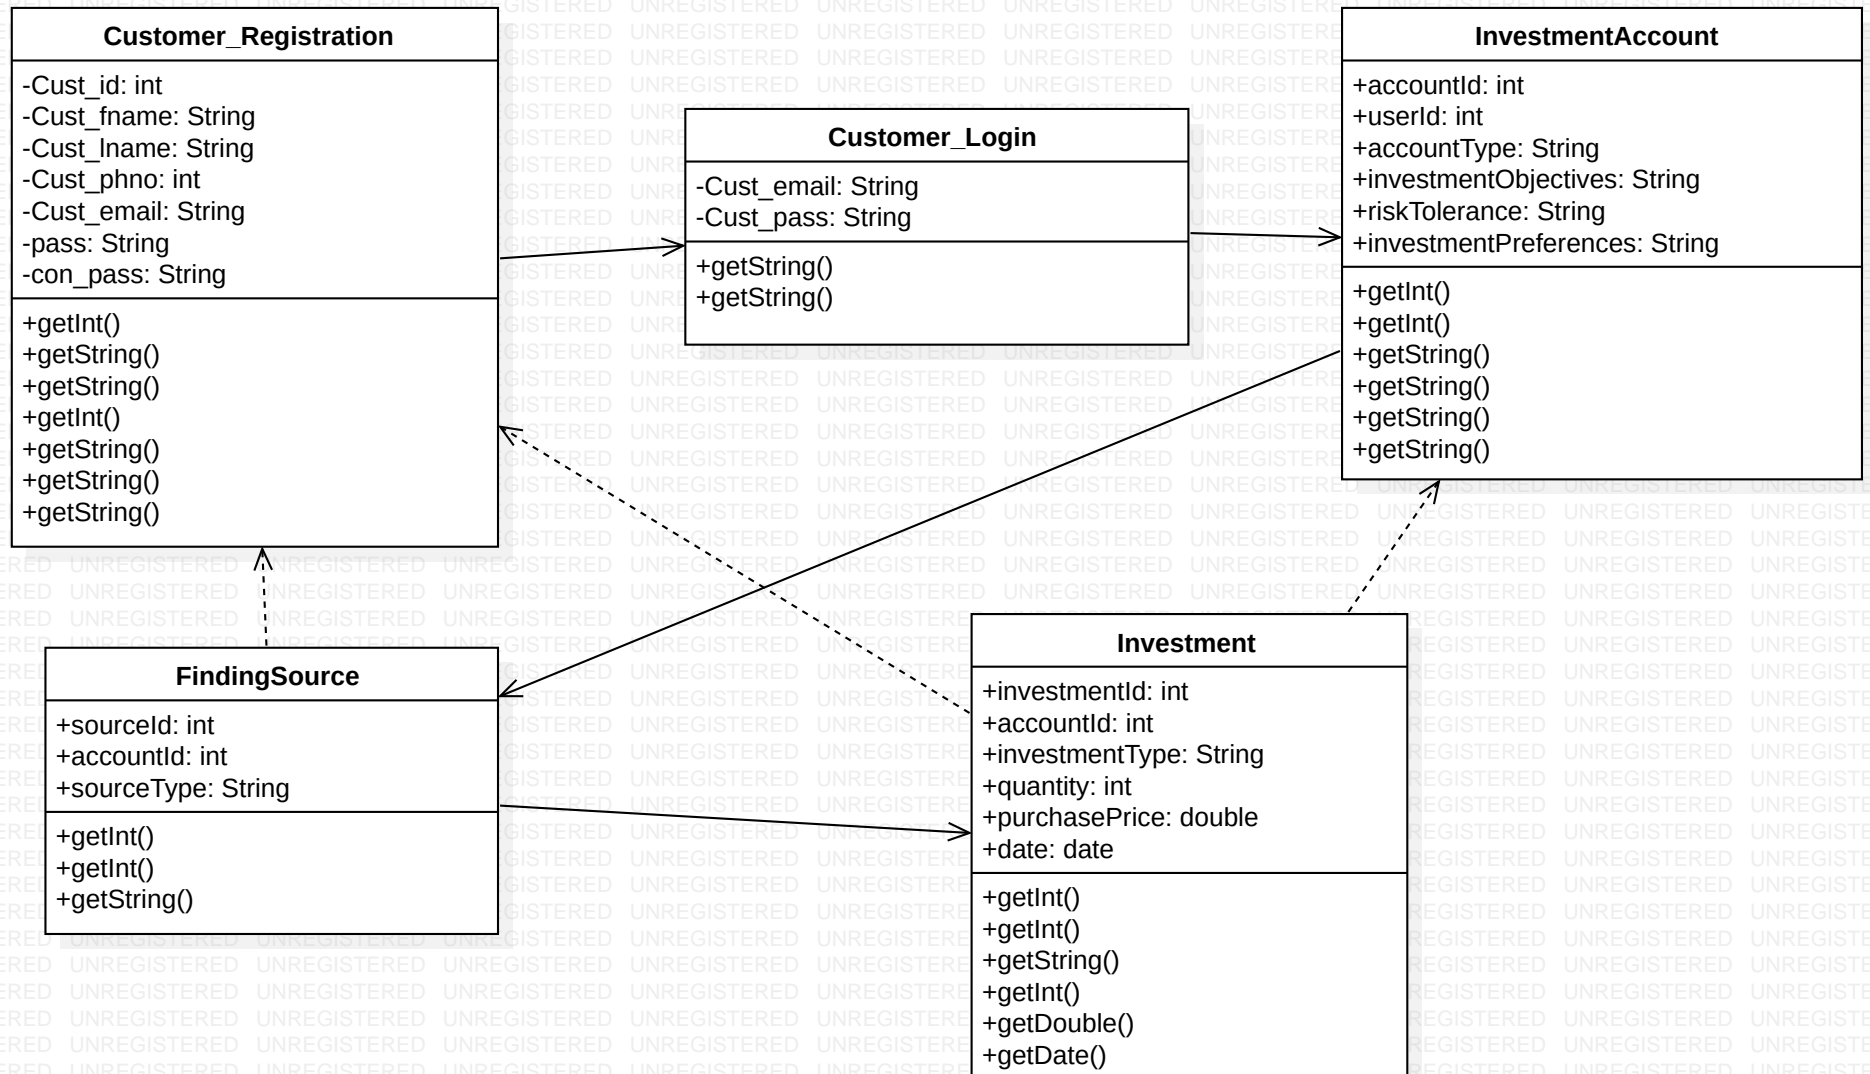 Customer_Registration
-Cust_id: int
-Cust_fname: String
-Cust_lname: String
-Cust_phno: int
-Cust_email: String
-pass: String
-con_pass: String
+getInt()
+getString()
+getString()
+getInt()
+getString()
+getString()
+getString()
Customer_Login
-Cust_email: String
-Cust_pass: String
+getString()
+getString()
InvestmentAccount
+accountId: int
+userId: int
+accountType: String
+investmentObjectives: String
+riskTolerance: String
+investmentPreferences: String
+getInt()
+getInt()
+getString()
+getString()
+getString()
+getString()
FindingSource
+sourceId: int
+accountId: int
+sourceType: String
+getInt()
+getInt()
+getString()
Investment
+investmentId: int
+accountId: int
+investmentType: String
+quantity: int
+purchasePrice: double
+date: date
+getInt()
+getInt()
+getString()
+getInt()
+getDouble()
+getDate()
UNREGISTERED